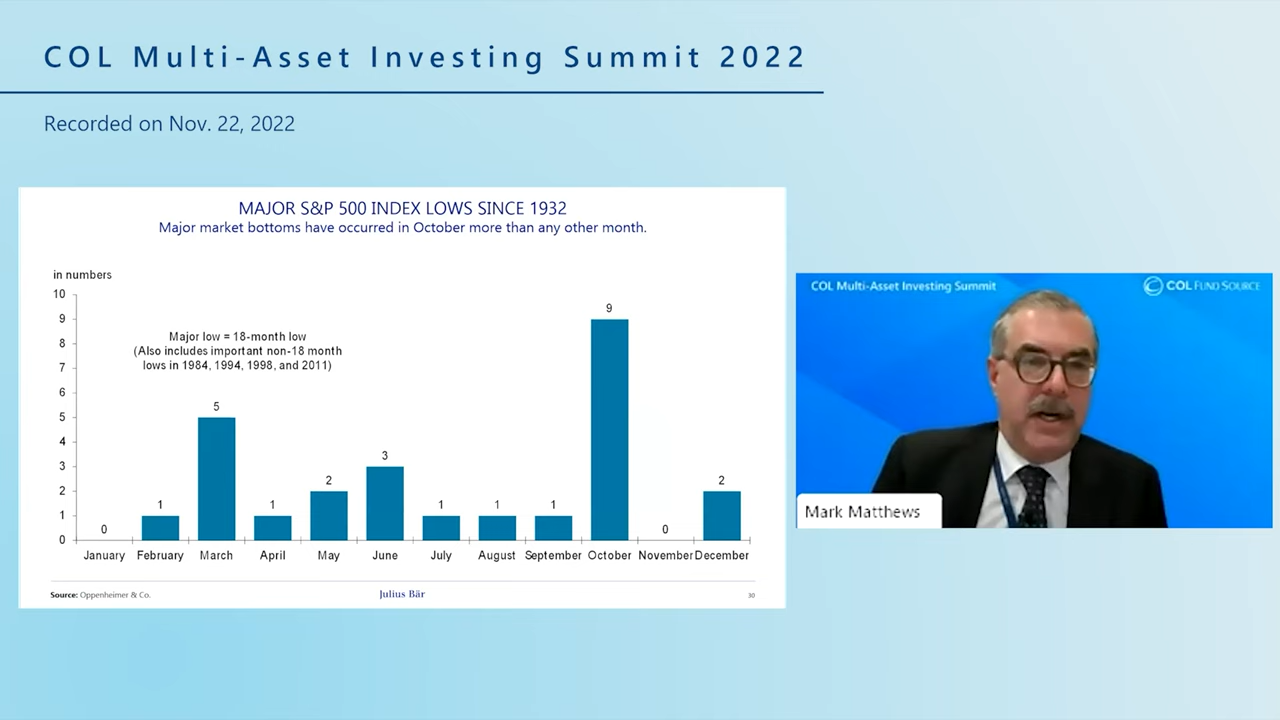 COL Multi-Asset Investing Summit 2022
Recorded on Nov. 22, 2022
MAJOR S&P 500 INDEX LOWS SINCE 1932
Major market bottoms have occurred in October more than any other month.
in numbers
10
9
8
7
6
5
4
3
2
1
0
Major low = 18-month low
(Also includes important non-18 month
lows in 1984, 1994, 1998, and 2011)
0
1
5
1
2
3
1
1
1
9
0
2
January February March April May June July August September October November December
Source: Oppenheimer & Co.
Julius Bär
30
COL Multi-Asset Investing Summit
COL FUND SOURCE
Mark Matthews